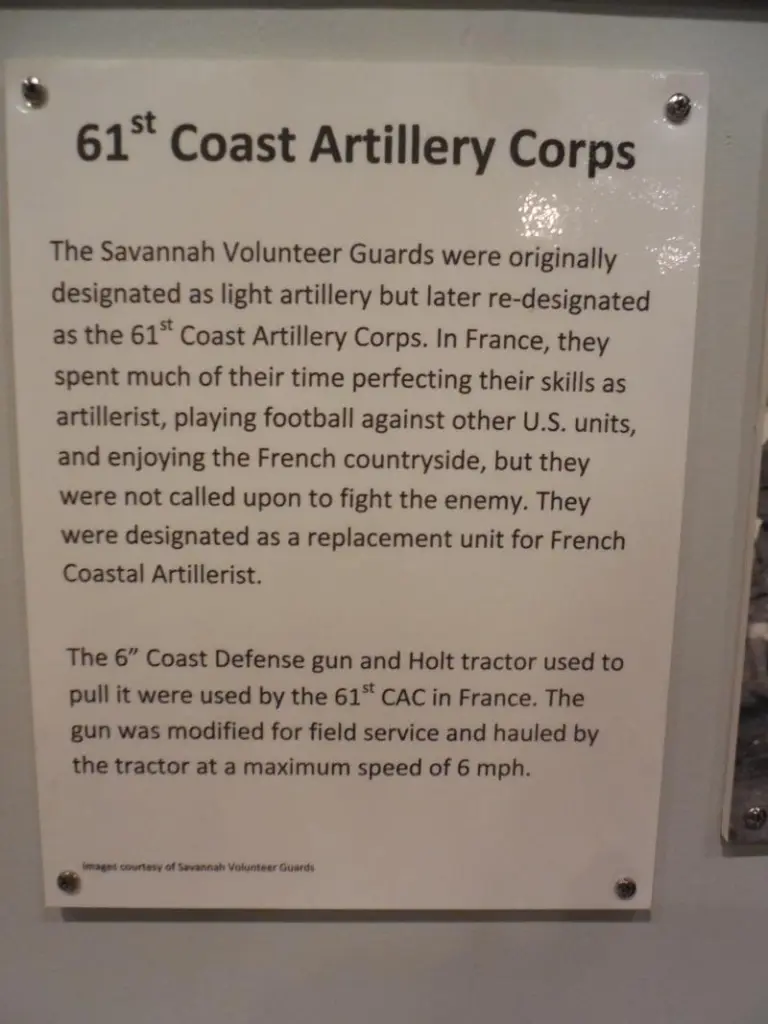 61st Coast Artillery Corps
The Savannah Volunteer Guards were originally
designated as light artillery but later re-designated
as the 61st Coast Artillery Corps. In France, they
spent much of their time perfecting their skills as
artillerist, playing football against other U.S. units,
and enjoying the French countryside, but they
were not called upon to fight the enemy. They
were designated as a replacement unit for French
Coastal Artillerist.
The 6” Coast Defense gun and Holt tractor used to
pull it were used by the 61st CAC in France. The
gun was modified for field service and hauled by
the tractor at a maximum speed of 6 mph.
Images courtesy of Savannah Volunteer Guards